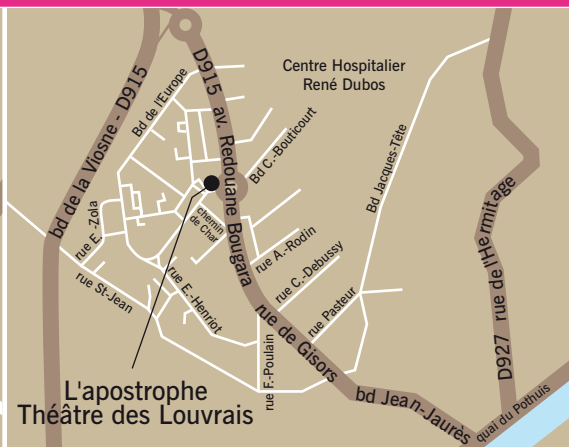 bd de la Viosne - D915
D915 av. Redouane Bougara
Centre Hospitalier
René Dubos
Bd de l'Europe
Bd C.-Bouticourt
Bd Jacques-Tête
rue E.-Zola
chemin
de Char
rue A.-Rodin
rue C.-Debussy
rue St-Jean
rue E.-Henriot
rue Pasteur
rue F.-Poulain
rue de Gisors
D927 rue de l'Hermitage
L'apostrophe
Théâtre des Louvrais
bd Jean-Jaurès
quai du Pothuis